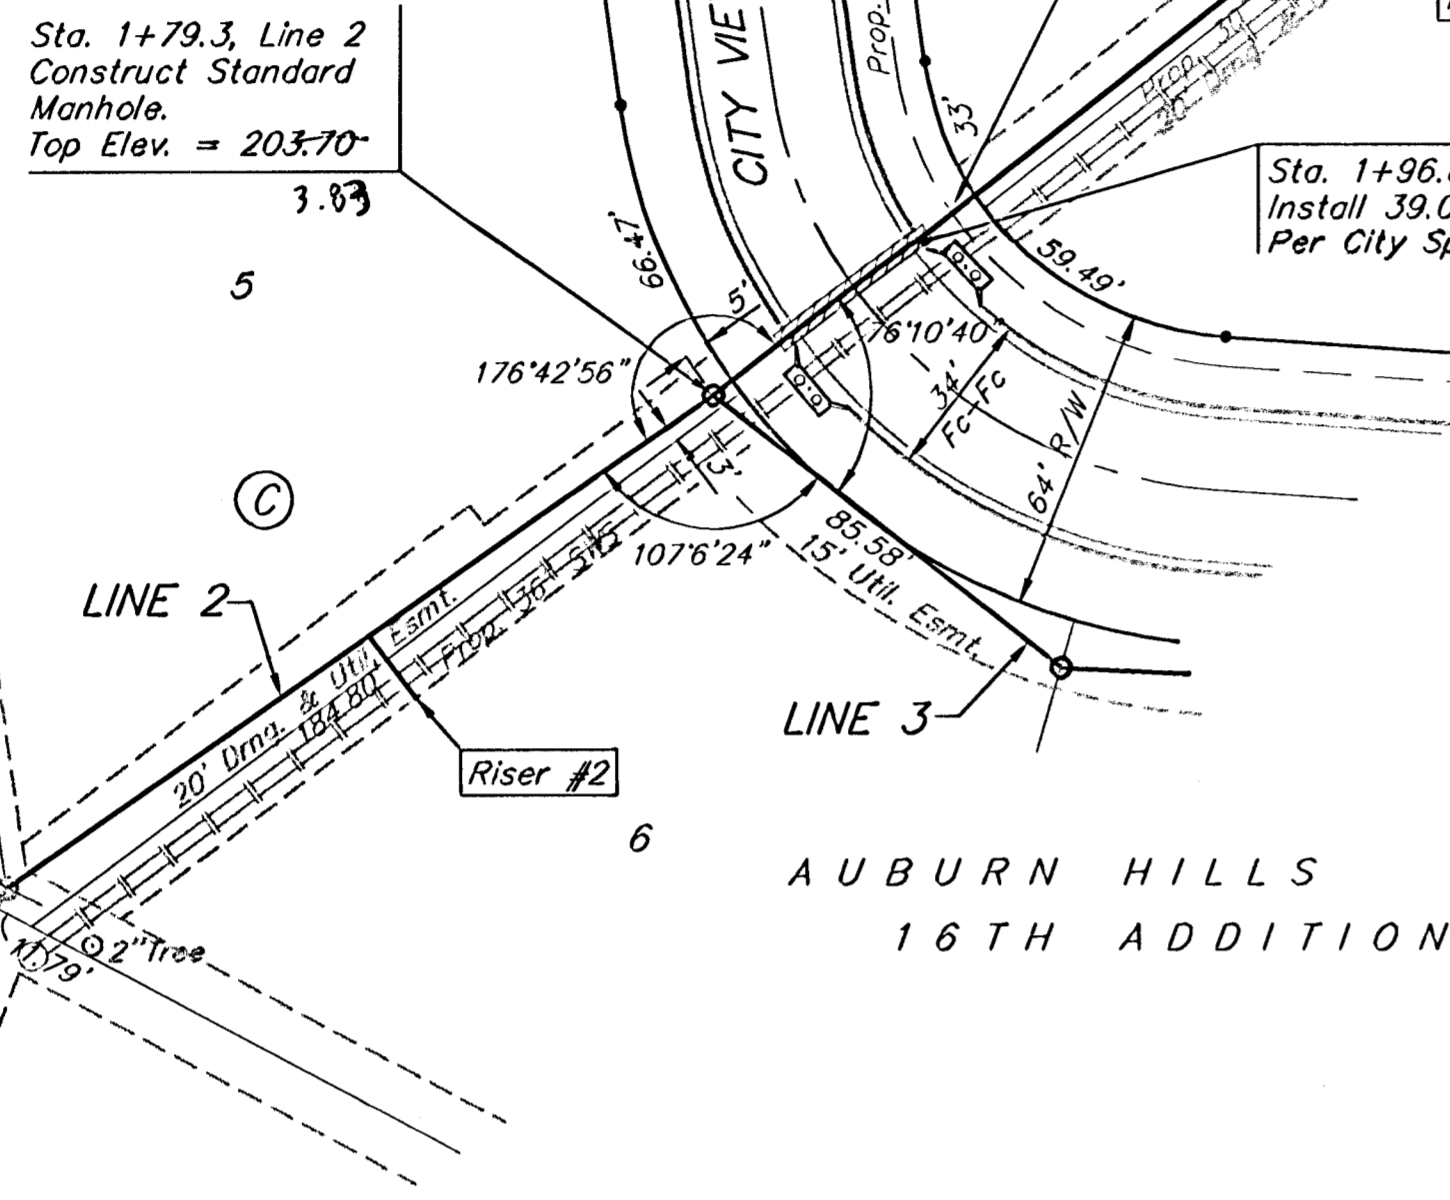 Sta. 1+79.3, Line 2
Construct Standard
Manhole.
Top Elev. = 203.70
3.83
CITY VIE
Prop.
33'
Prop.
20' Drng.
Sta. 1+96.
Install 39.0
Per City Sp
59.49'
66.47'
5
5'
176°42'56"
76°10'40"
34'
Fc-Fc
64' R/W
C
3'
107°6'24"
85.58'
15' Util. Esmt.
LINE 2
20' Drng. & Util. Esmt.
184.80
Prop. 36" SWS
LINE 3
Riser #2
6
AUBURN HILLS
16TH ADDITION
2" Tree
11.79'